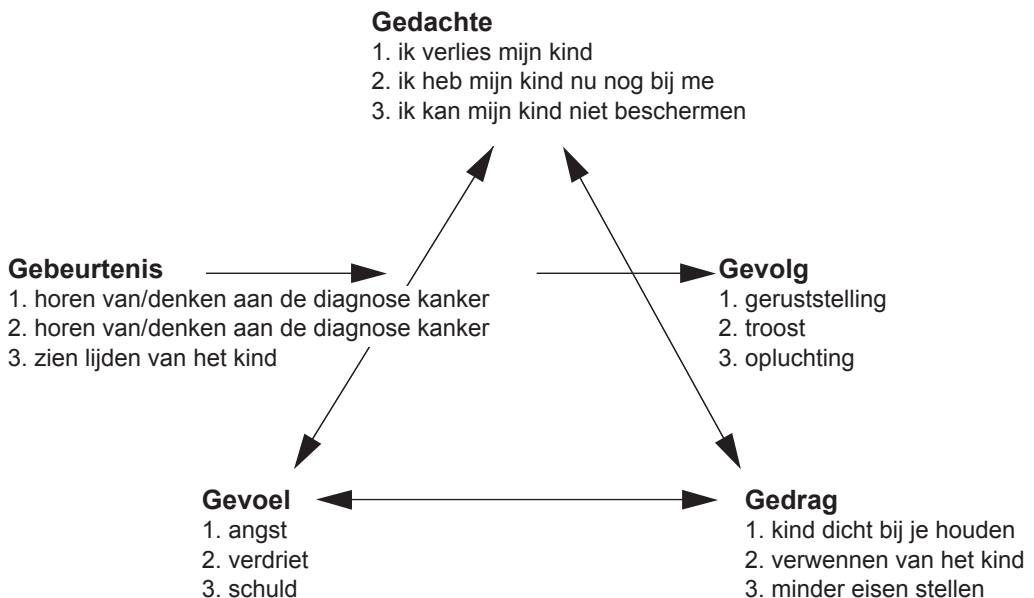 Gedachte
1. ik verlies mijn kind
2. ik heb mijn kind nu nog bij me
3. ik kan mijn kind niet beschermen
Gebeurtenis
1. horen van/denken aan de diagnose kanker
2. horen van/denken aan de diagnose kanker
3. zien lijden van het kind
Gevolg
1. geruststelling
2. troost
3. opluchting
Gevoel
1. angst
2. verdriet
3. schuld
Gedrag
1. kind dicht bij je houden
2. verwennen van het kind
3. minder eisen stellen